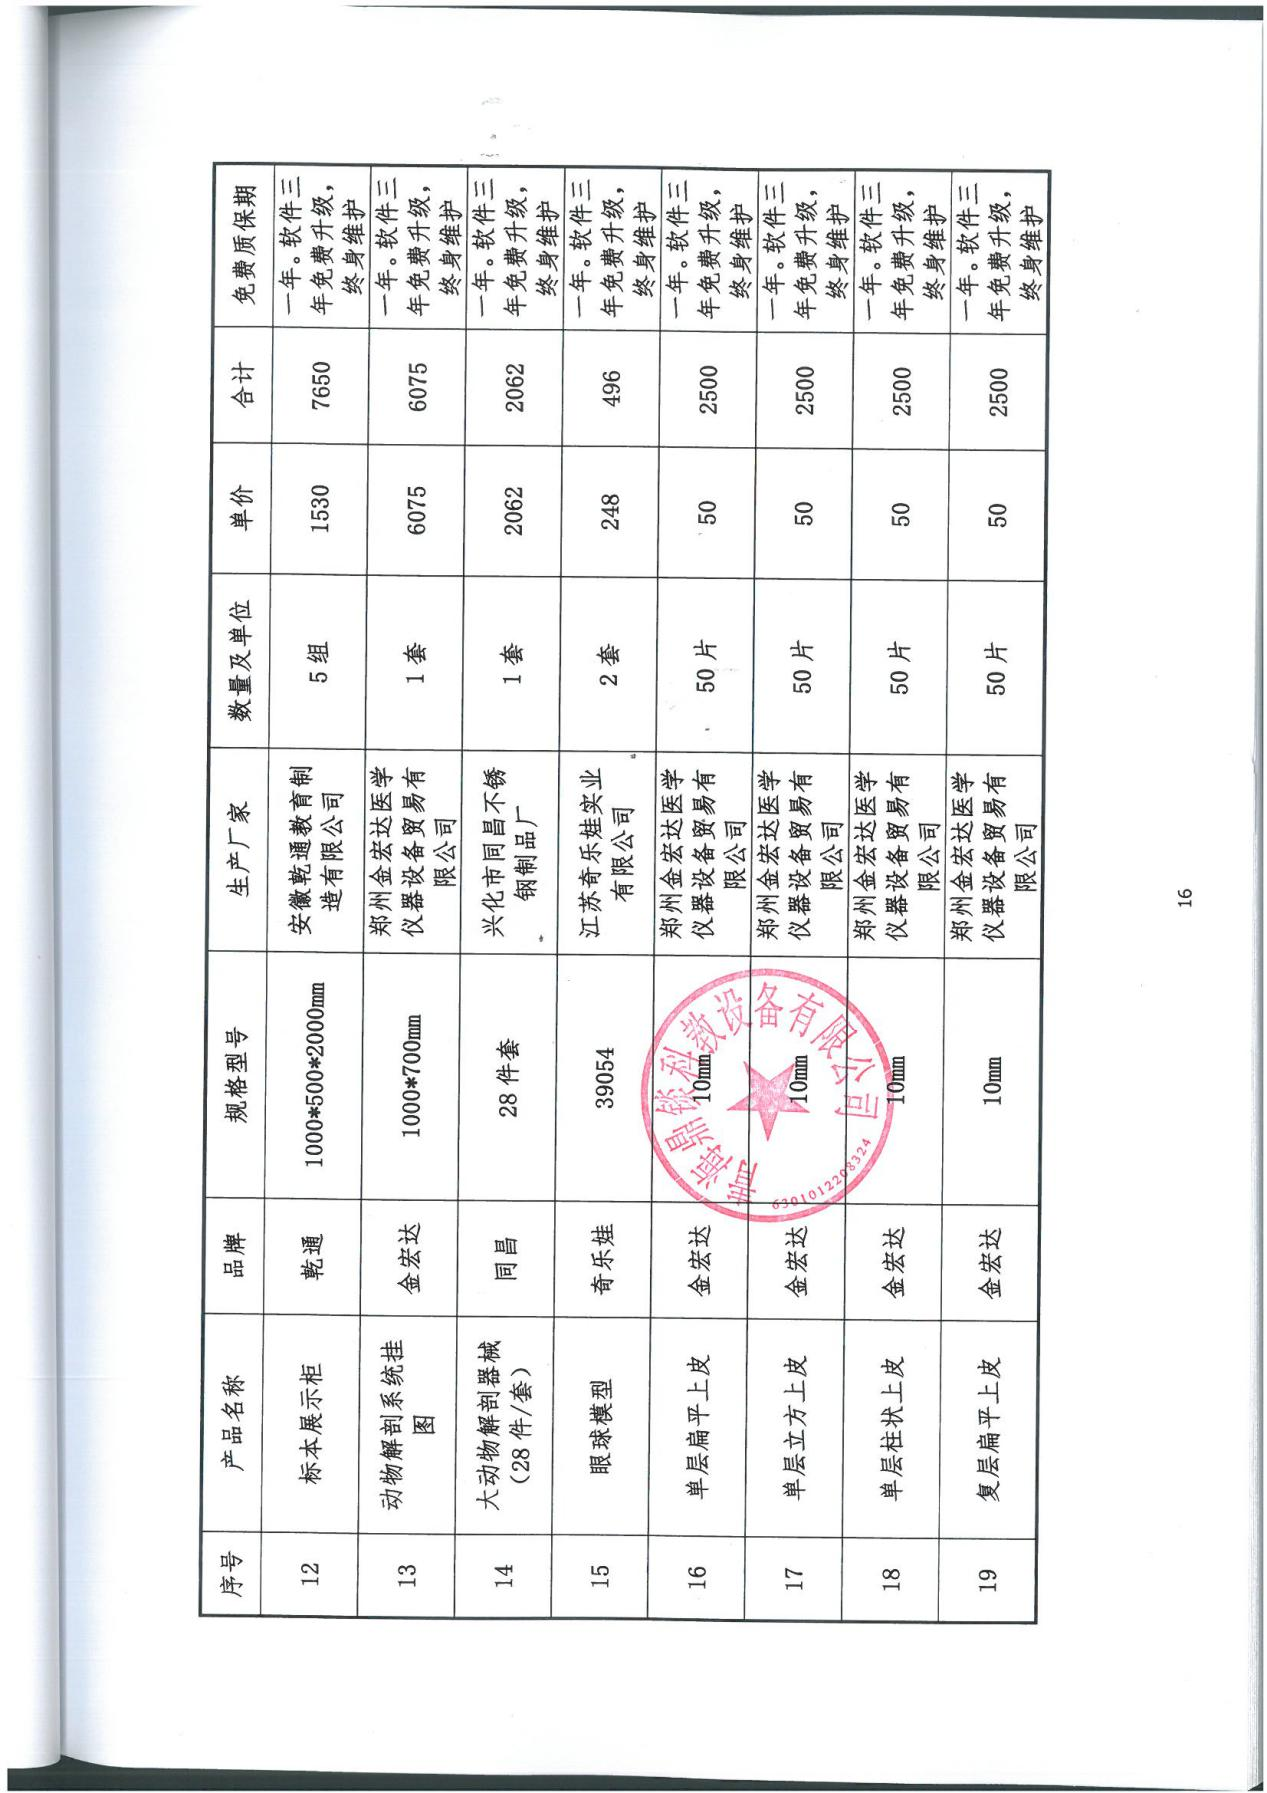 序号 产品名称 品牌 规格型号 生产厂家 数量及单位 单价 合计 免费质保期
12 标本展示柜 乾通 1000*500*2000mm 安徽乾通教育制造有限公司 5 组 1530 7650 一年。软件三年免费升级，终身维护
13 动物解剖系统挂图 金宏达 1000*700mm 郑州金宏达医学仪器设备贸易有限公司 1 套 6075 6075 一年。软件三年免费升级，终身维护
14 大动物解剖器械（28 件/套） 同昌 28 件套 兴化市同昌不锈钢制品厂 1 套 2062 2062 一年。软件三年免费升级，终身维护
15 眼球模型 奇乐娃 39054 江苏奇乐娃实业有限公司 2 套 248 496 一年。软件三年免费升级，终身维护
16 单层扁平上皮 金宏达 10mm 郑州金宏达医学仪器设备贸易有限公司 50 片 50 2500 一年。软件三年免费升级，终身维护
17 单层立方上皮 金宏达 10mm 郑州金宏达医学仪器设备贸易有限公司 50 片 50 2500 一年。软件三年免费升级，终身维护
18 单层柱状上皮 金宏达 10mm 郑州金宏达医学仪器设备贸易有限公司 50 片 50 2500 一年。软件三年免费升级，终身维护
19 复层扁平上皮 金宏达 10mm 郑州金宏达医学仪器设备贸易有限公司 50 片 50 2500 一年。软件三年免费升级，终身维护
青海鼎锬科教设备有限公司
6301012208324
16